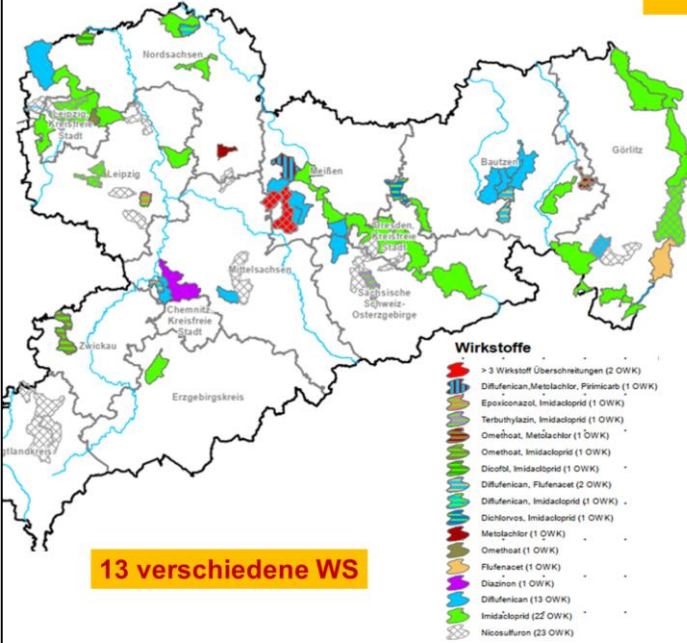 Nordsachsen
Leipzig,
Kreisfreie
Stadt
Leipzig
Meißen
Bautzen
Görlitz
Dresden,
Kreisfreie
Stadt
Mittelsachsen
Sächsische
Schweiz-
Osterzgebirge
Chemnitz,
Kreisfreie
Stadt
Zwickau
Erzgebirgskreis
gtlandkreis
13 verschiedene WS
Wirkstoffe
> 3 Wirkstoff Überschreitungen (2 OWK)
Diflufenican,Metolachlor, Pirimicarb (1 OWK)
Epoxiconazol, Imidacloprid (1 OWK)
Terbuthylazin, Imidacloprid (1 OWK)
Omethoat, Metolachlor (1 OWK)
Omethoat, Imidacloprid (1 OWK)
Dicofol, Imidacloprid (1 OWK)
Diflufenican, Flufenacet (2 OWK)
Diflufenican, Imidacloprid (1 OWK)
Dichlorvos, Imidacloprid (1 OWK)
Metolachlor (1 OWK)
Omethoat (1 OWK)
Flufenacet (1 OWK)
Diazinon (1 OWK)
Diflufenican (13 OWK)
Imidacloprid (22 OWK)
Nicosulfuron (23 OWK)